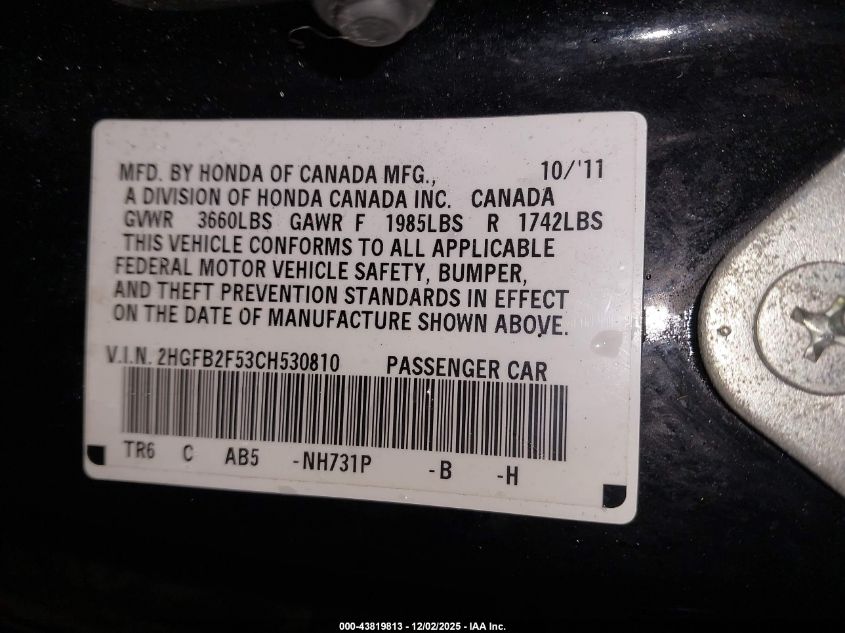 MFD. BY HONDA OF CANADA MFG., 10/'11
A DIVISION OF HONDA CANADA INC. CANADA
GVWR 3660LBS GAWR F 1985LBS R 1742LBS
THIS VEHICLE CONFORMS TO ALL APPLICABLE
FEDERAL MOTOR VEHICLE SAFETY, BUMPER,
AND THEFT PREVENTION STANDARDS IN EFFECT
ON THE DATE OF MANUFACTURE SHOWN ABOVE.
V.I.N. 2HGFB2F53CH530810 PASSENGER CAR
TR6 C AB5 -NH731P -B -H
000-43819813 - 12/02/2025 - IAA Inc.